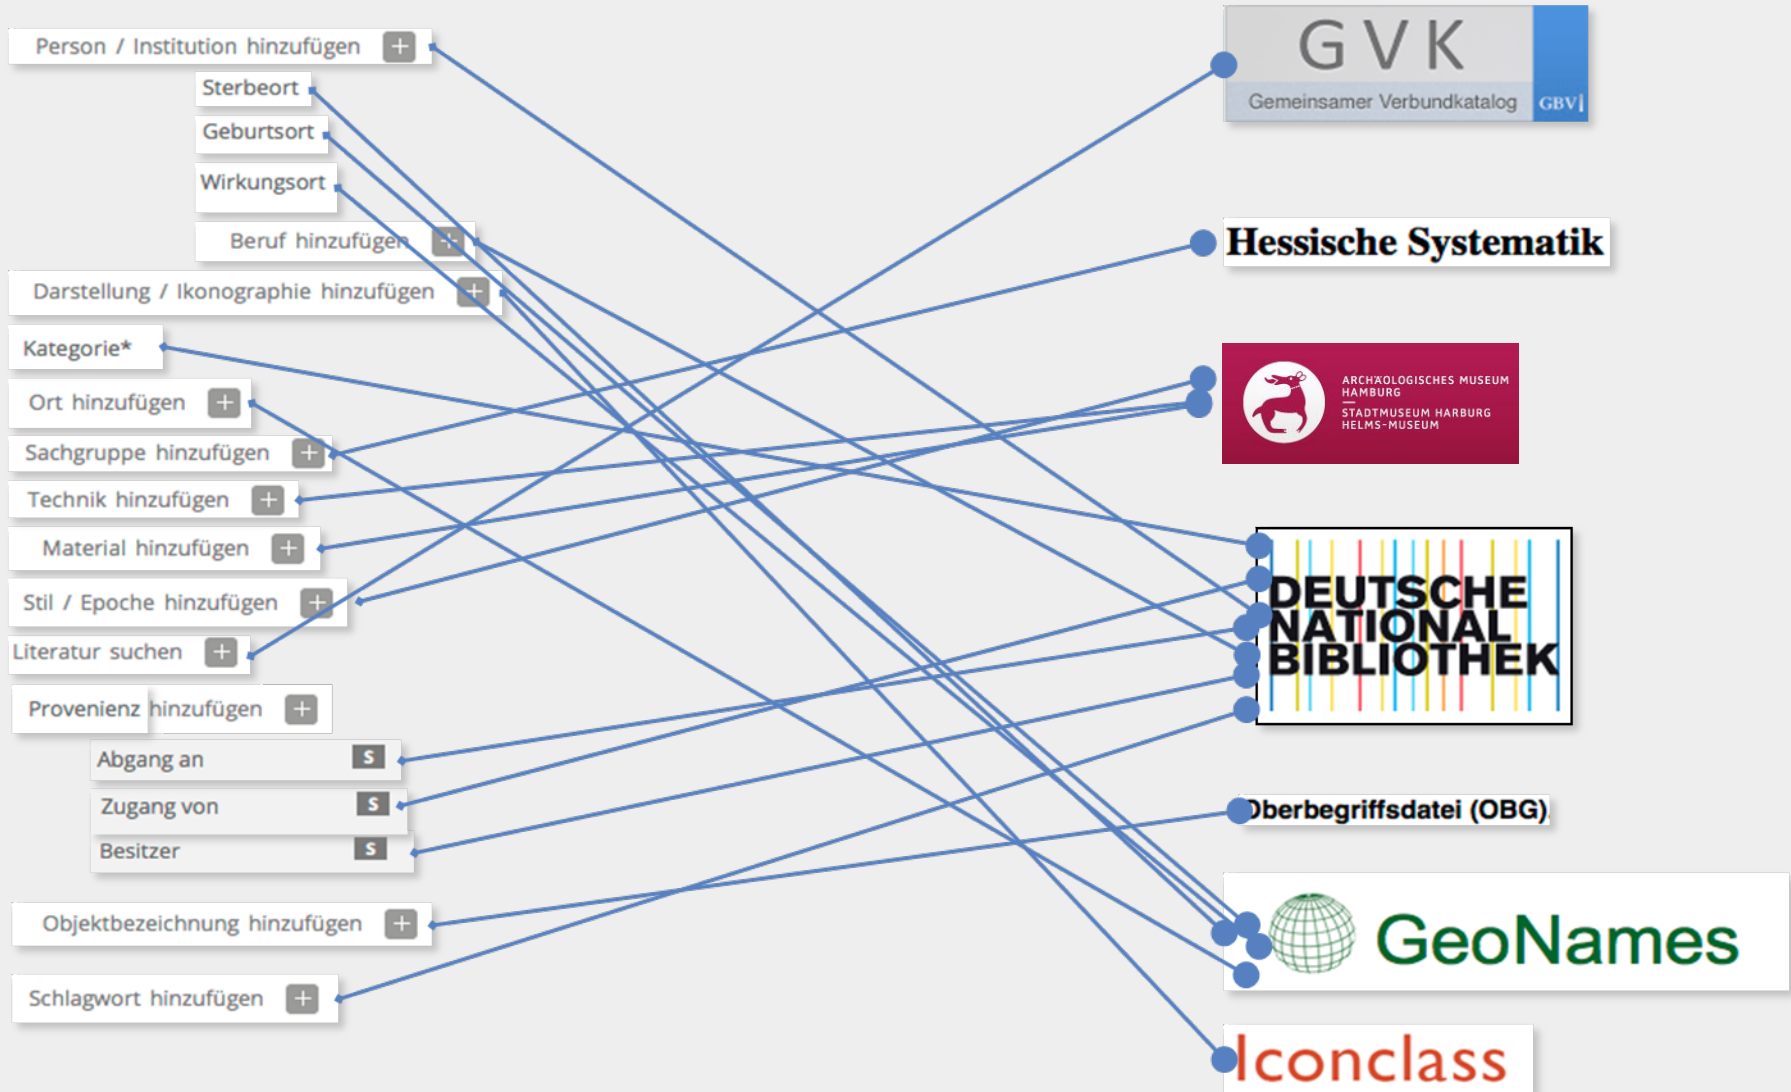 Person / Institution hinzufügen
Sterbeort
Geburtsort
Wirkungsort
Beruf hinzufügen
Darstellung / Ikonographie hinzufügen
Kategorie*
Ort hinzufügen
Sachgruppe hinzufügen
Technik hinzufügen
Material hinzufügen
Stil / Epoche hinzufügen
Literatur suchen
Provenienz hinzufügen
Abgang an S
Zugang von S
Besitzer S
Objektbezeichnung hinzufügen
Schlagwort hinzufügen
GVK
Gemeinsamer Verbundkatalog GBV
Hessische Systematik
ARCHÄOLOGISCHES MUSEUM
HAMBURG
STADTMUSEUM HARBURG
HELMS-MUSEUM
DEUTSCHE
NATIONAL
BIBLIOTHEK
Oberbegriffsdatei (OBG)
GeoNames
Iconclass